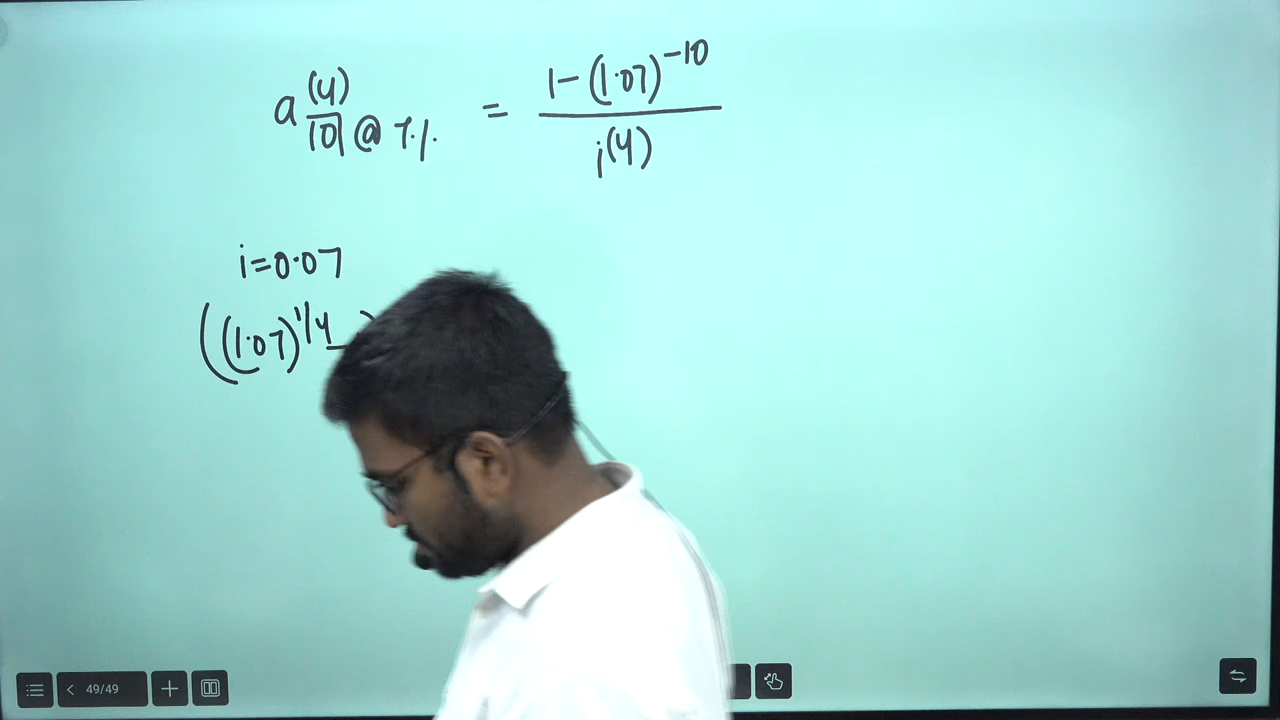 a^(4) 10| @ 7.%. = 1-(1.07)^-10 / i^(4)
i=0.07
((1.07)^1/4 - )
49/49